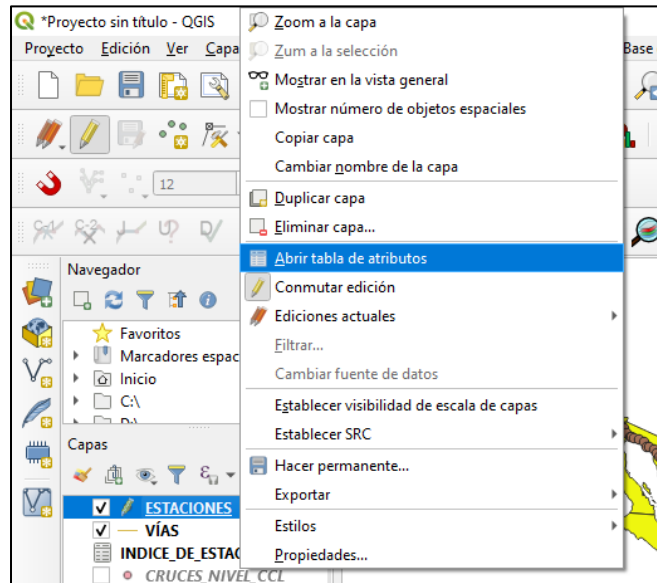 *Proyecto sin título - QGIS
Proyecto Edición Ver Capa
Base
12
Zoom a la capa
Zum a la selección
Mostrar en la vista general
Mostrar número de objetos espaciales
Copiar capa
Cambiar nombre de la capa
Duplicar capa
Eliminar capa...
Abrir tabla de atributos
Conmutar edición
Ediciones actuales
Filtrar...
Cambiar fuente de datos
Establecer visibilidad de escala de capas
Establecer SRC
Hacer permanente...
Exportar
Estilos
Propiedades...
Navegador
Favoritos
Marcadores espac
Inicio
C:\
D:\
Capas
ESTACIONES
VÍAS
INDICE_DE_ESTAC
CRUCES_NIVEL_CCL